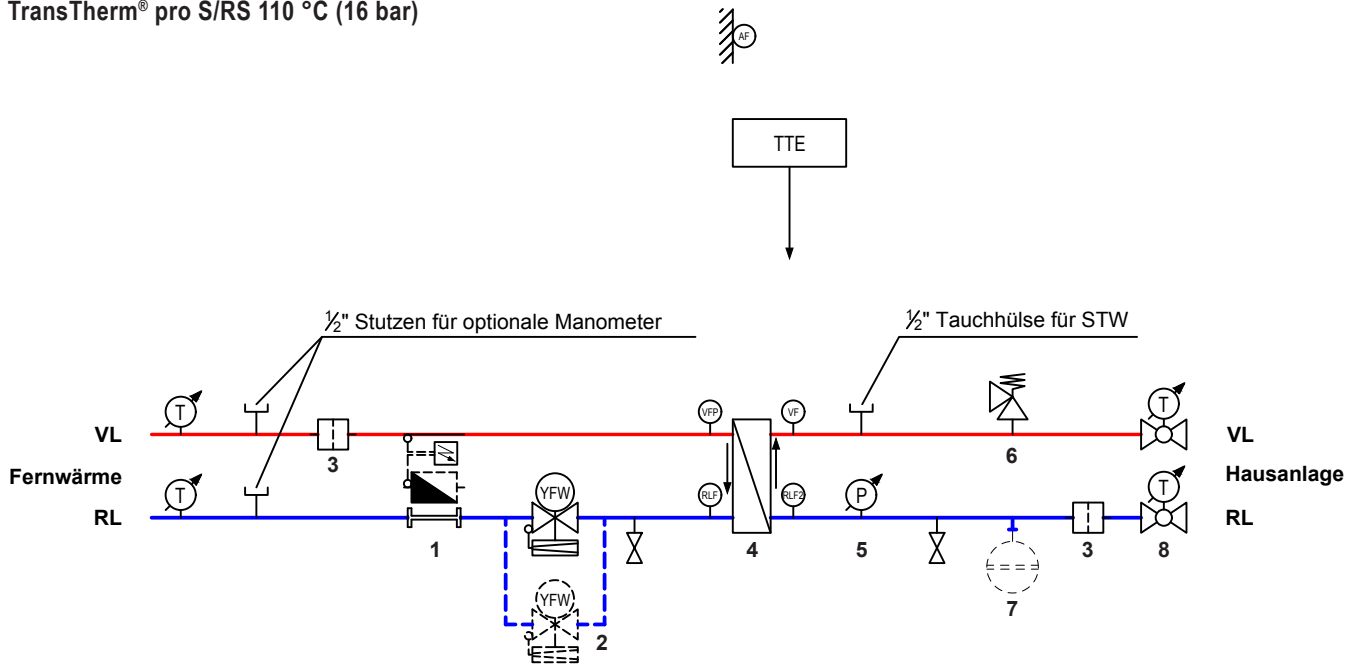 TransTherm® pro S/RS 110 °C (16 bar)
AF
TTE
½" Stutzen für optionale Manometer
½" Tauchhülse für STW
T
VFP
VF
T
VL
VL
3
6
Fernwärme
Hausanlage
T
RLF
RLF2
P
T
YFW
RL
RL
1
4
5
3
8
YFW
2
7